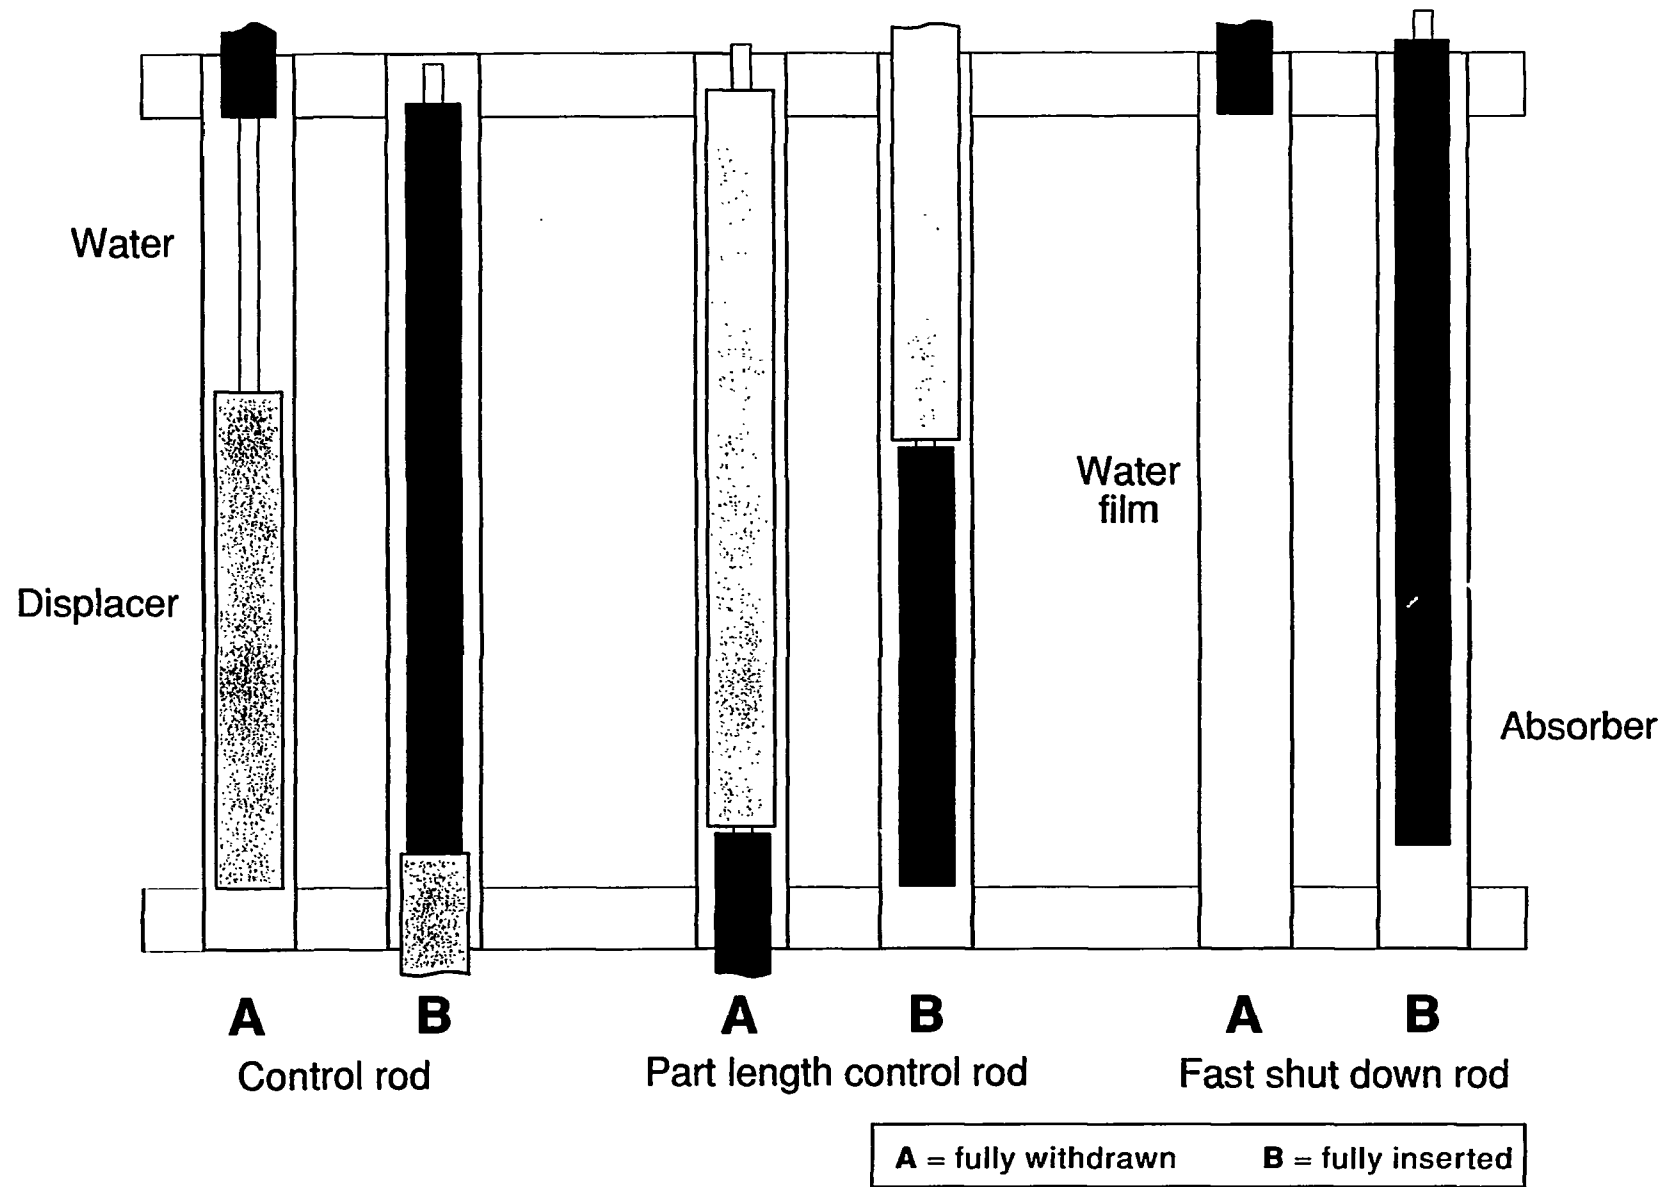 Water
Displacer
Water
film
Absorber
A B A B A B
Control rod Part length control rod Fast shut down rod
A = fully withdrawn B = fully inserted